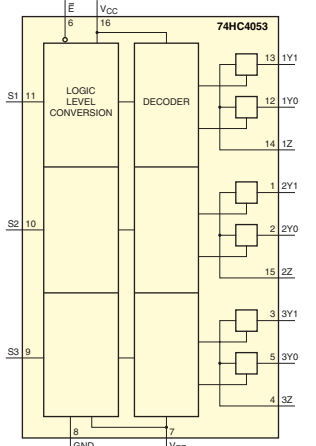 E̅ VCC
6 16
74HC4053
13 1Y1
S1 11
LOGIC
LEVEL
CONVERSION
DECODER
12 1Y0
14 1Z
1 2Y1
S2 10
2 2Y0
15 2Z
3 3Y1
S3 9
5 3Y0
4 3Z
8 7
GND